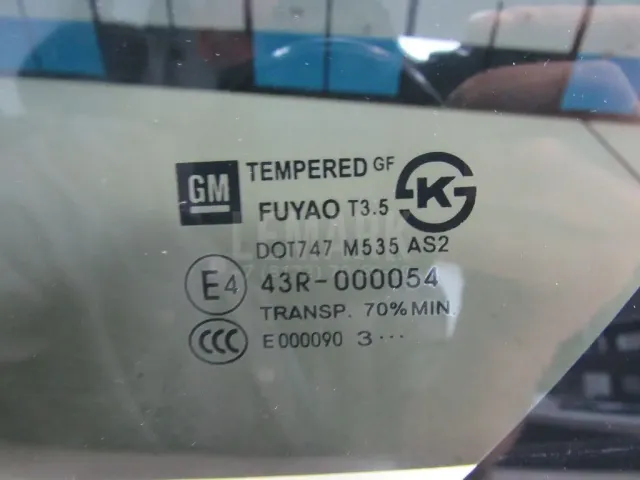 GM TEMPERED GF
FUYAO T3.5 K
DOT747 M535 AS2
E4 43R-000054
TRANSP. 70%MIN.
CCC E000090 3···